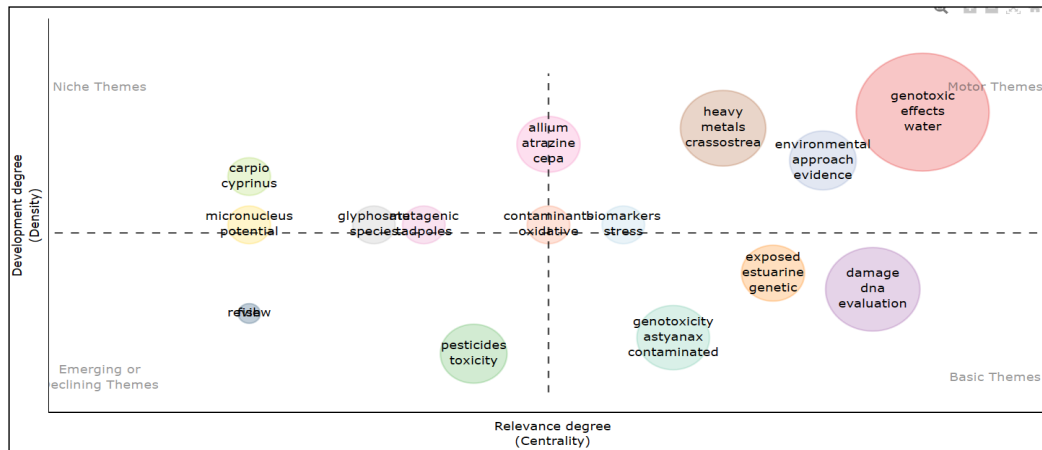 Niche Themes
Motor Themes
genotoxic
effects
water
heavy
metals
crassostrea
allium
atrazine
cepa
environmental
approach
evidence
carpio
cyprinus
micronucleus
potential
glyphosate
species
mutagenic
tadpoles
contaminants
oxidative
biomarkers
stress
exposed
estuarine
genetic
damage
dna
evaluation
review
genotoxicity
astyanax
contaminated
pesticides
toxicity
Emerging or
Declining Themes
Basic Themes
Development degree
(Density)
Relevance degree
(Centrality)